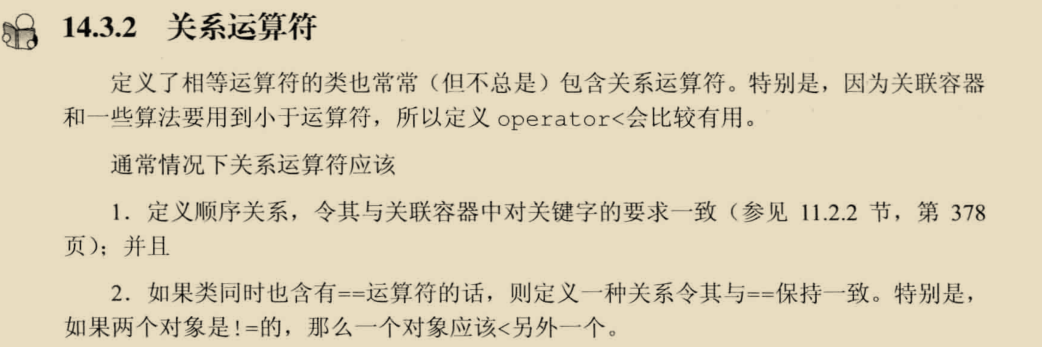 14.3.2 关系运算符
定义了相等运算符的类也常常（但不总是）包含关系运算符。特别是，因为关联容器
和一些算法要用到小于运算符，所以定义 operator<会比较有用。
通常情况下关系运算符应该
1．定义顺序关系，令其与关联容器中对关键字的要求一致（参见 11.2.2 节，第 378
页）；并且
2．如果类同时也含有==运算符的话，则定义一种关系令其与==保持一致。特别是，
如果两个对象是!=的，那么一个对象应该<另外一个。